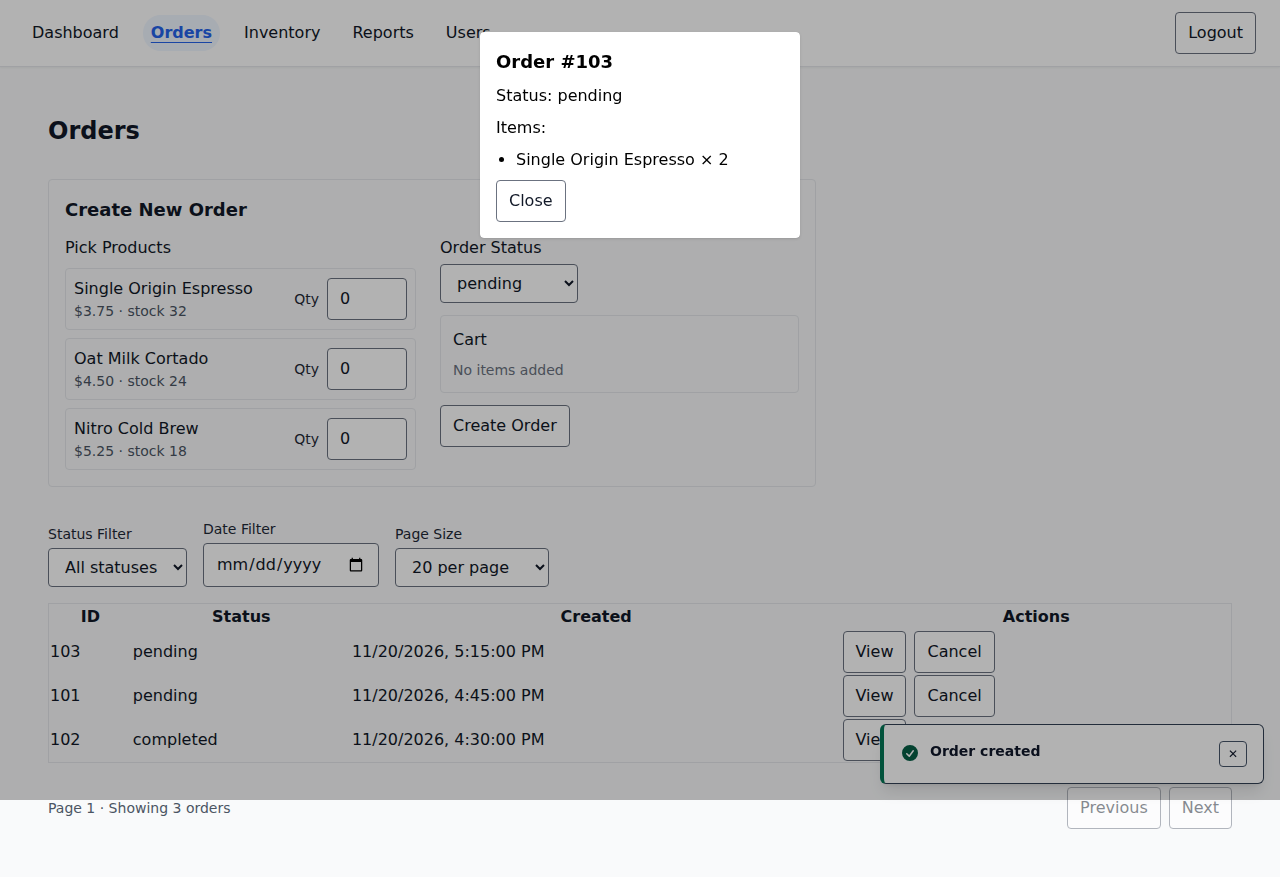 Dashboard Orders Inventory Reports Users Logout
Order #103
Status: pending
Items:
• Single Origin Espresso × 2
Close
Orders
Create New Order
Pick Products
Single Origin Espresso
$3.75 · stock 32
Qty 0
Oat Milk Cortado
$4.50 · stock 24
Qty 0
Nitro Cold Brew
$5.25 · stock 18
Qty 0
Order Status
pending
Cart
No items added
Create Order
Status Filter
All statuses
Date Filter
mm/dd/yyyy
Page Size
20 per page
ID Status Created Actions
103 pending 11/20/2026, 5:15:00 PM View Cancel
101 pending 11/20/2026, 4:45:00 PM View Cancel
102 completed 11/20/2026, 4:30:00 PM Vie
Order created ×
Page 1 · Showing 3 orders
Previous Next